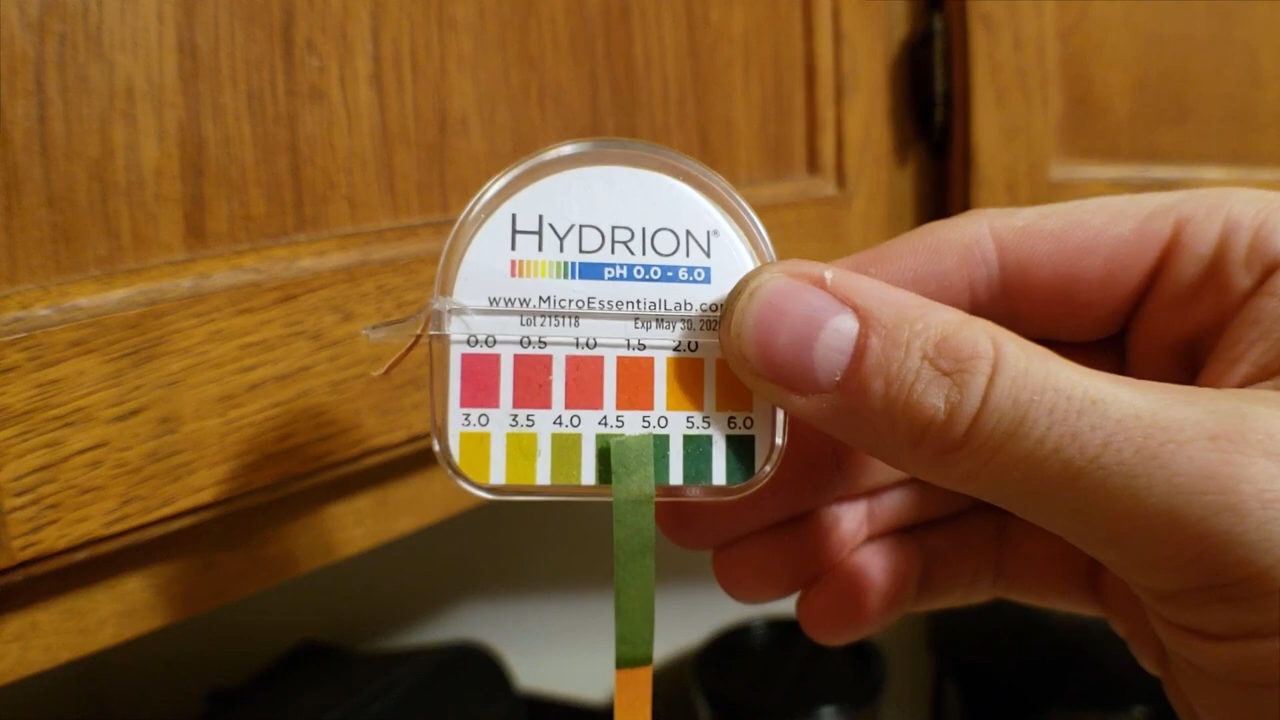 HYDRION®
pH 0.0 - 6.0
www.MicroEssentialLab.co
Lot 215118 Exp May 30, 202
0.0 0.5 1.0 1.5 2.0
3.0 3.5 4.0 4.5 5.0 5.5 6.0